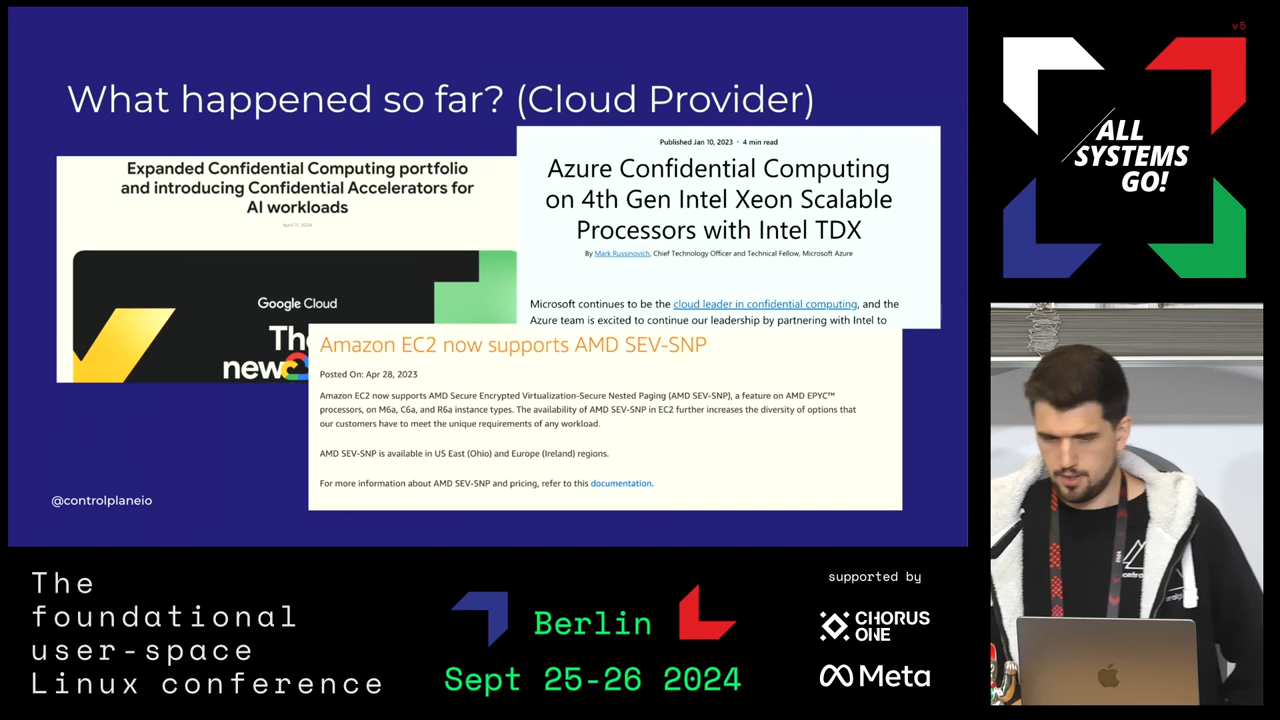 What happened so far? (Cloud Provider)
Expanded Confidential Computing portfolio
and introducing Confidential Accelerators for
AI workloads
April 11, 2024
Google Cloud
The
new
Published Jan 10, 2023 · 4 min read
Azure Confidential Computing
on 4th Gen Intel Xeon Scalable
Processors with Intel TDX
By Mark Russinovich, Chief Technology Officer and Technical Fellow, Microsoft Azure
Microsoft continues to be the cloud leader in confidential computing, and the
Azure team is excited to continue our leadership by partnering with Intel to
Amazon EC2 now supports AMD SEV-SNP
Posted On: Apr 28, 2023
Amazon EC2 now supports AMD Secure Encrypted Virtualization-Secure Nested Paging (AMD SEV-SNP), a feature on AMD EPYC™
processors, on M6a, C6a, and R6a instance types. The availability of AMD SEV-SNP in EC2 further increases the diversity of options that
our customers have to meet the unique requirements of any workload.
AMD SEV-SNP is available in US East (Ohio) and Europe (Ireland) regions.
For more information about AMD SEV-SNP and pricing, refer to this documentation.
@controlplaneio
v5
ALL
SYSTEMS
GO!
The
foundational
user-space
Linux conference
Berlin
Sept 25-26 2024
supported by
CHORUS
ONE
Meta